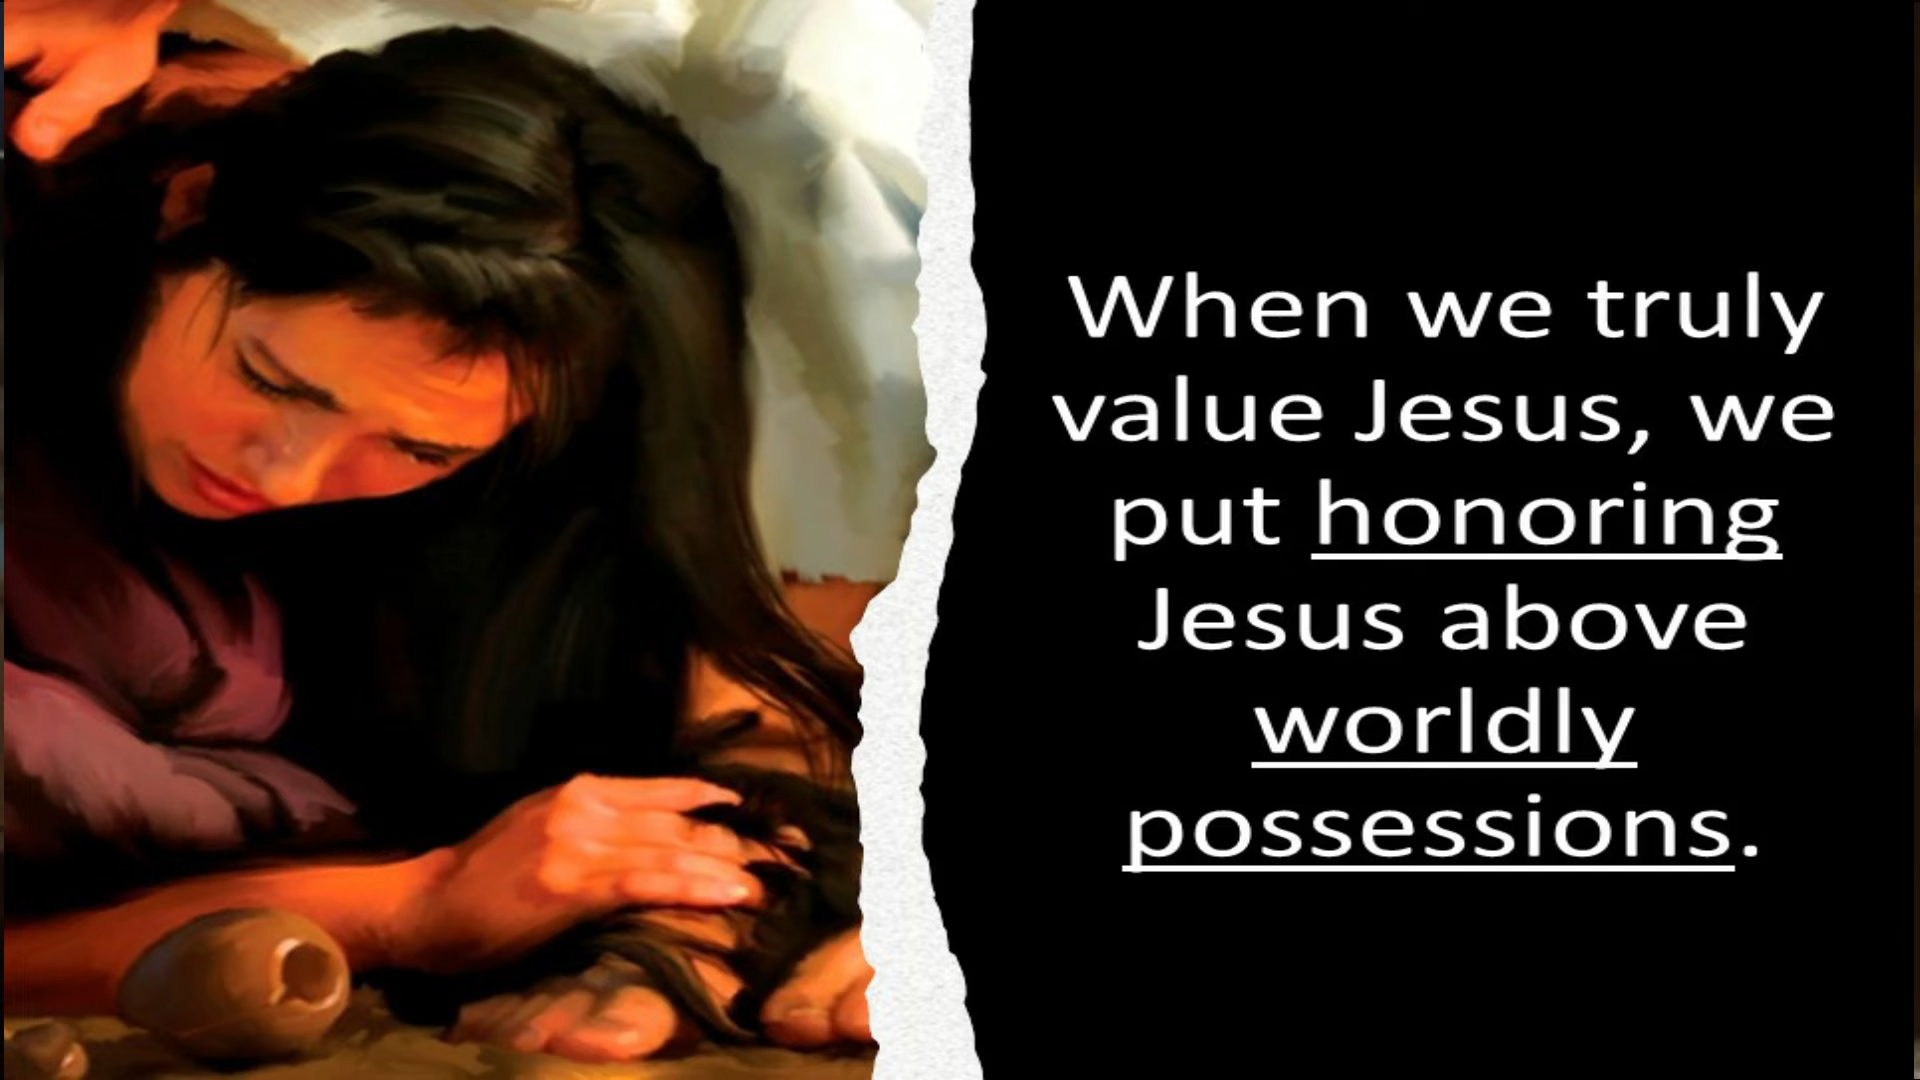 When we truly
value Jesus, we
put honoring
Jesus above
worldly
possessions.